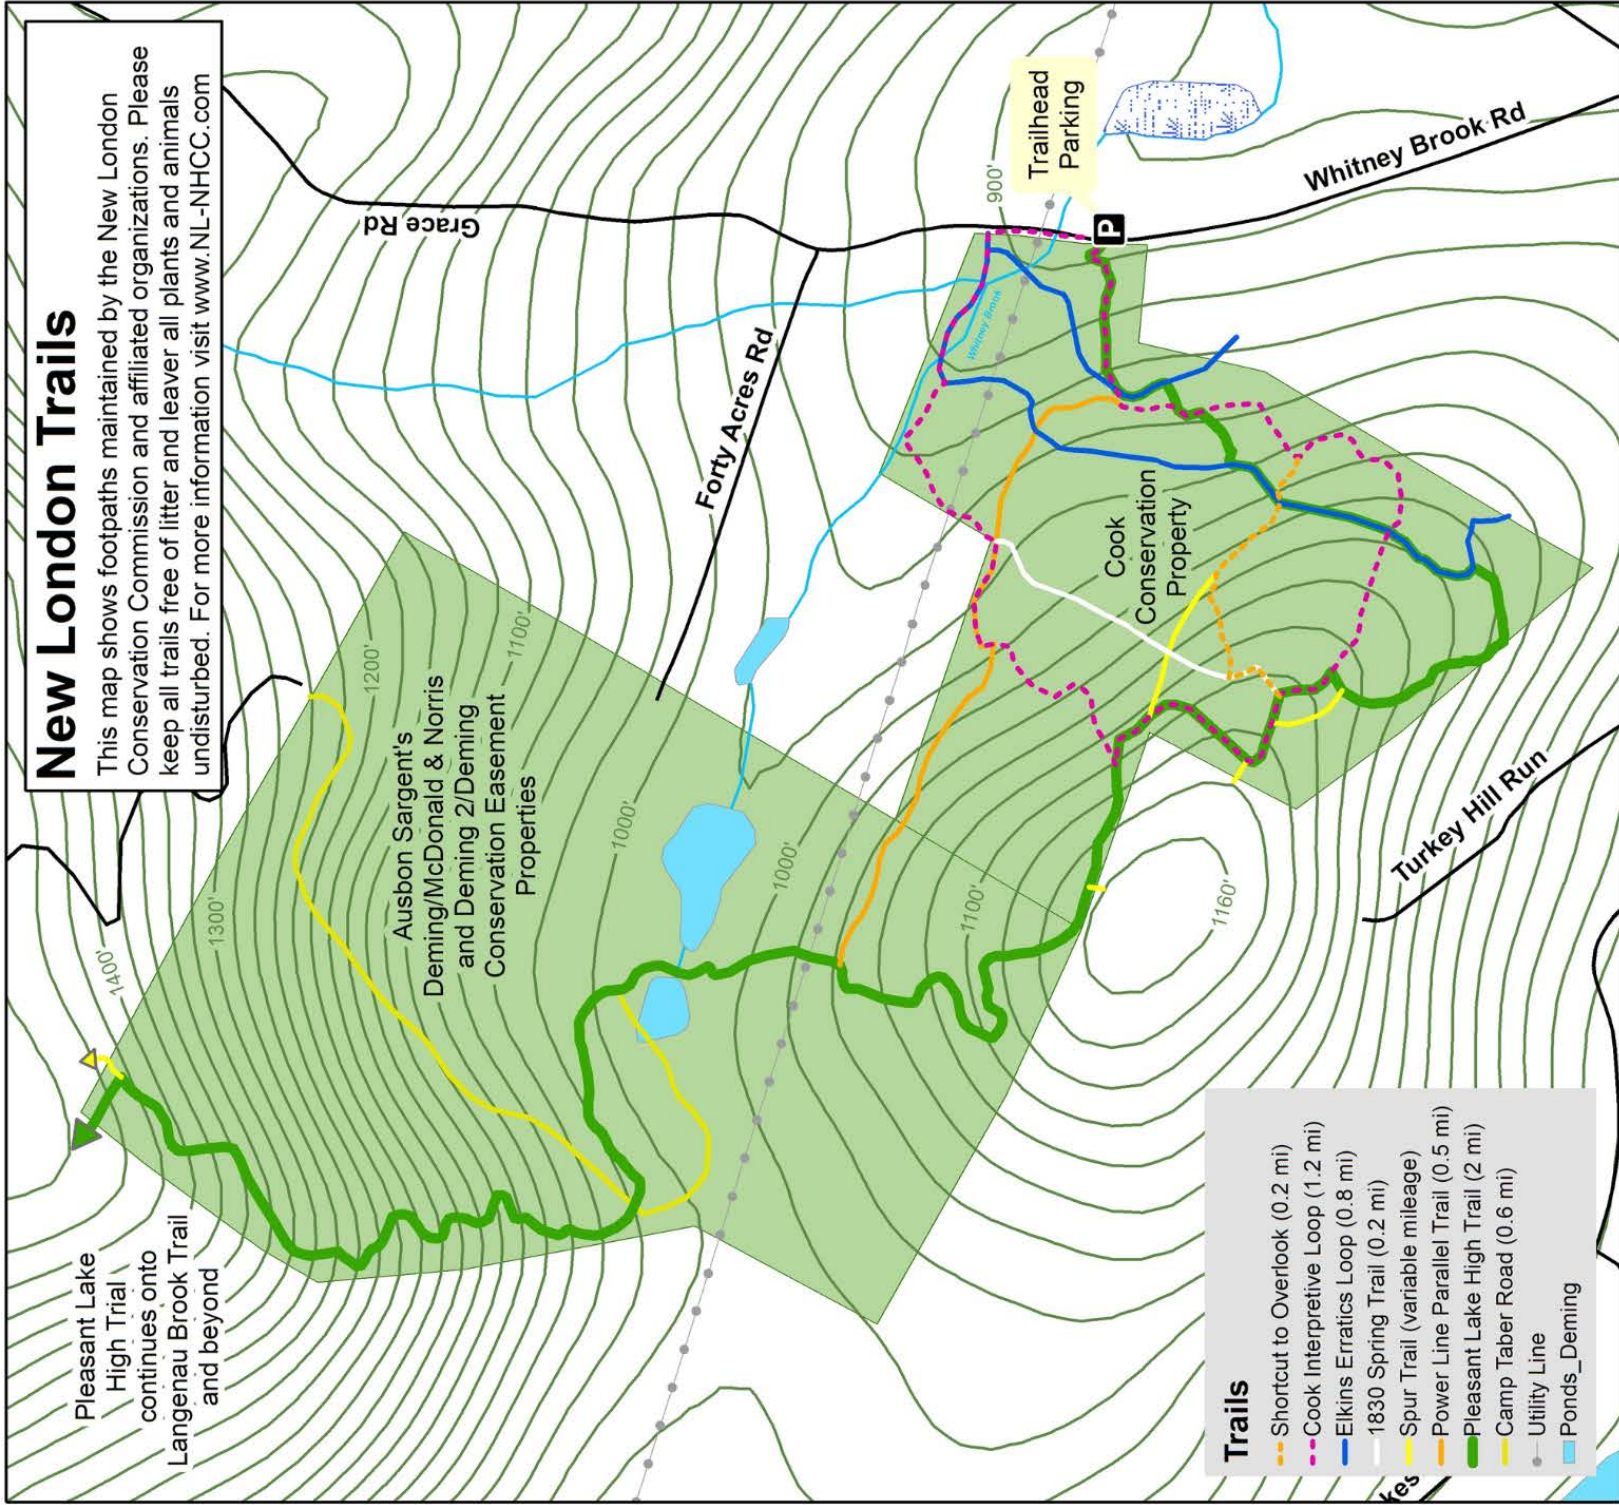 New London Trails
This map shows footpaths maintained by the New London
Conservation Commission and affiliated organizations. Please
keep all trails free of litter and leaver all plants and animals
undisturbed. For more information visit www.NL-NHCC.com
Pleasant Lake
High Trial
continues onto
Langenau Brook Trail
and beyond
1400'
1300'
1200'
1100'
Ausbon Sargent's
Deming/McDonald & Norris
and Deming 2/Deming
Conservation Easement
Properties
1000'
1000'
1100'
1160'
Grace Rd
Forty Acres Rd
Whitney Brook
900'
Trailhead
Parking
P
Whitney Brook Rd
Cook
Conservation
Property
Turkey Hill Run
Trails
Shortcut to Overlook (0.2 mi)
Cook Interpretive Loop (1.2 mi)
Elkins Erratics Loop (0.8 mi)
1830 Spring Trail (0.2 mi)
Spur Trail (variable mileage)
Power Line Parallel Trail (0.5 mi)
Pleasant Lake High Trail (2 mi)
Camp Taber Road (0.6 mi)
Utility Line
Ponds_Deming
kes